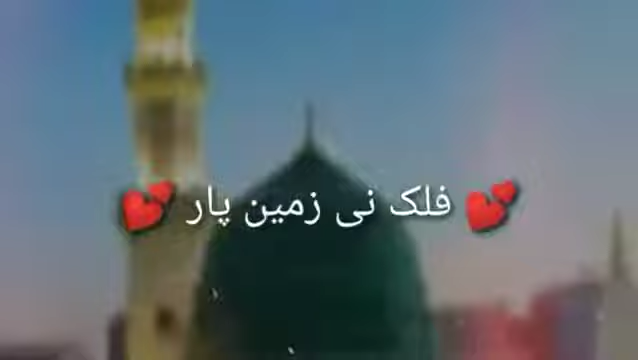 💕 فلک نی زمین پار 💕